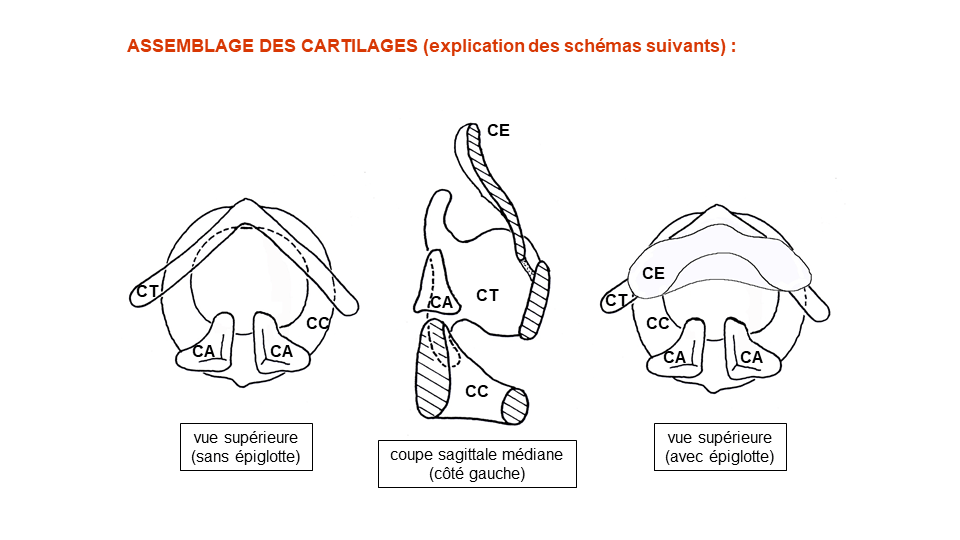 ASSEMBLAGE DES CARTILAGES (explication des schémas suivants) :
CT
CC
CA
CA
vue supérieure
(sans épiglotte)
CE
CA
CT
CC
coupe sagittale médiane
(côté gauche)
CE
CT
CC
CA
CA
vue supérieure
(avec épiglotte)